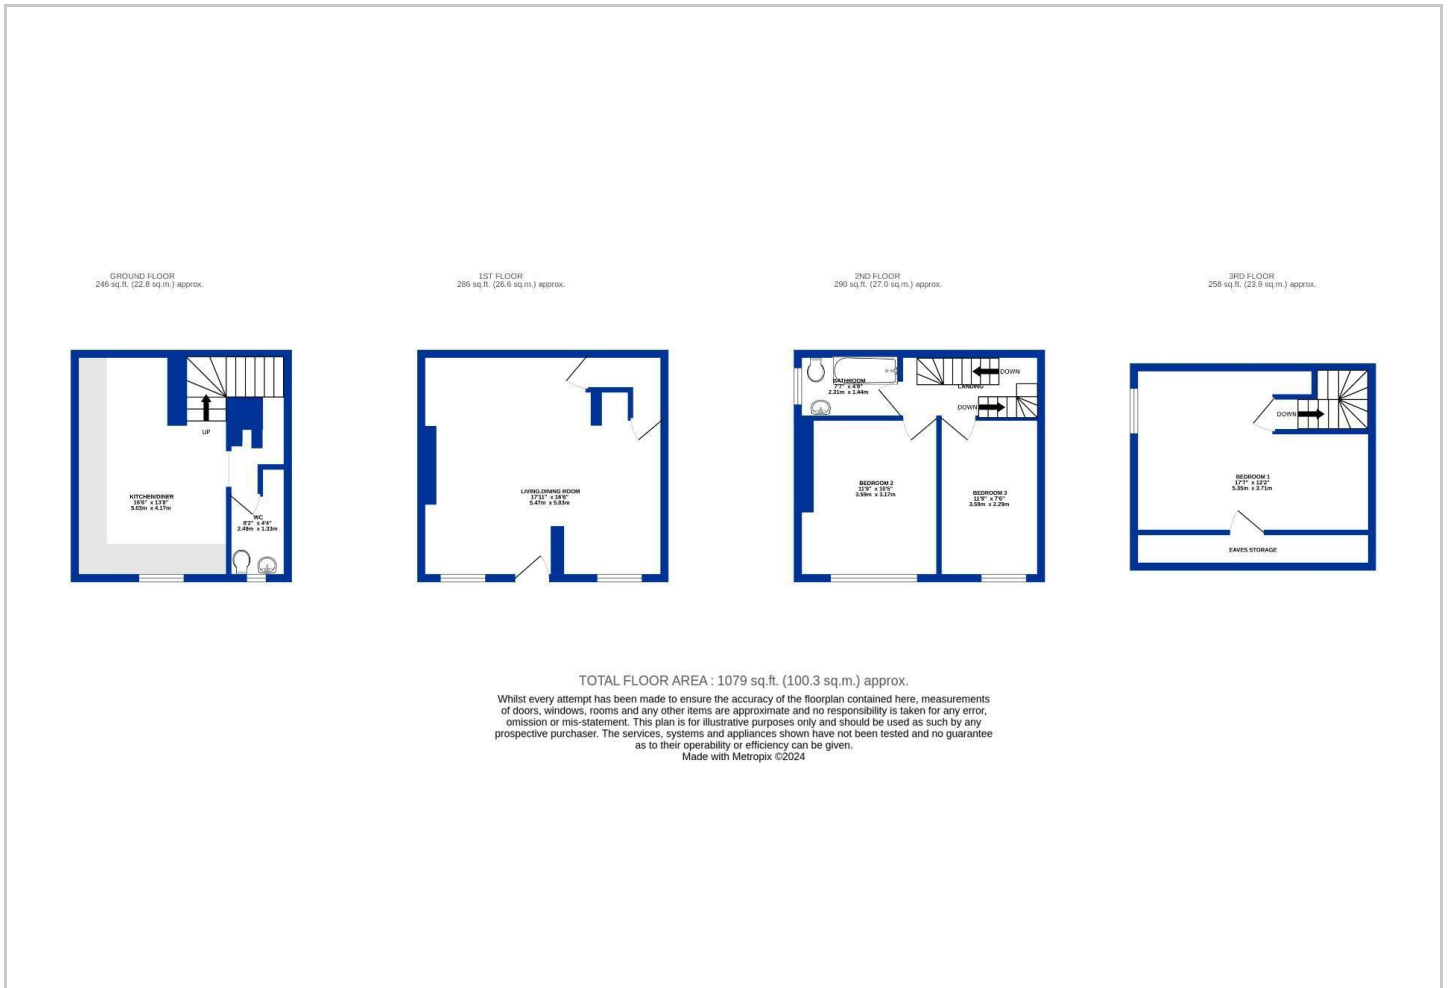 GROUND FLOOR
246 sq.ft. (22.8 sq.m.) approx.
1ST FLOOR
286 sq.ft. (26.6 sq.m.) approx.
2ND FLOOR
290 sq.ft. (27.0 sq.m.) approx.
3RD FLOOR
258 sq.ft. (23.9 sq.m.) approx.
UP
KITCHEN/DINER
16'6" x 13'8"
5.03m x 4.17m
WC
8'2" x 4'4"
2.49m x 1.33m
LIVING.DINING ROOM
17'11" x 16'6"
5.47m x 5.03m
BATHROOM
7'7" x 4'9"
2.31m x 1.44m
DOWN
LANDING
DOWN
BEDROOM 2
11'9" x 10'5"
3.59m x 3.17m
BEDROOM 3
11'9" x 7'6"
3.59m x 2.29m
DOWN
BEDROOM 1
17'7" x 12'2"
5.35m x 3.71m
EAVES STORAGE
TOTAL FLOOR AREA : 1079 sq.ft. (100.3 sq.m.) approx.
Whilst every attempt has been made to ensure the accuracy of the floorplan contained here, measurements
of doors, windows, rooms and any other items are approximate and no responsibility is taken for any error,
omission or mis-statement. This plan is for illustrative purposes only and should be used as such by any
prospective purchaser. The services, systems and appliances shown have not been tested and no guarantee
as to their operability or efficiency can be given.
Made with Metropix ©2024